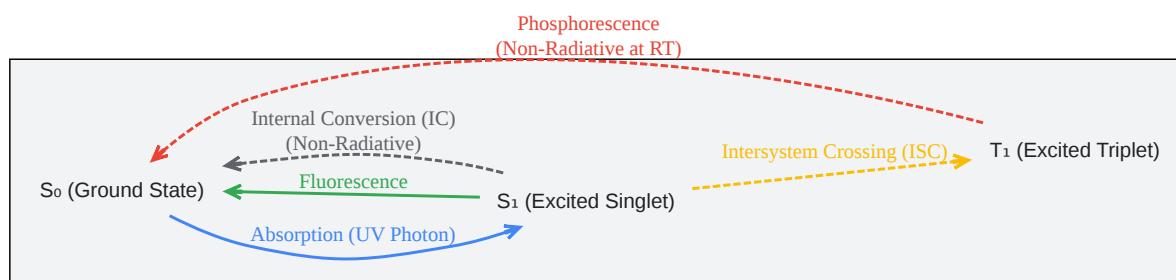 Phosphorescence
(Non-Radiative at RT)
Internal Conversion (IC)
(Non-Radiative)
Intersystem Crossing (ISC)
T₁ (Excited Triplet)
S₀ (Ground State)
Fluorescence
S₁ (Excited Singlet)
Absorption (UV Photon)